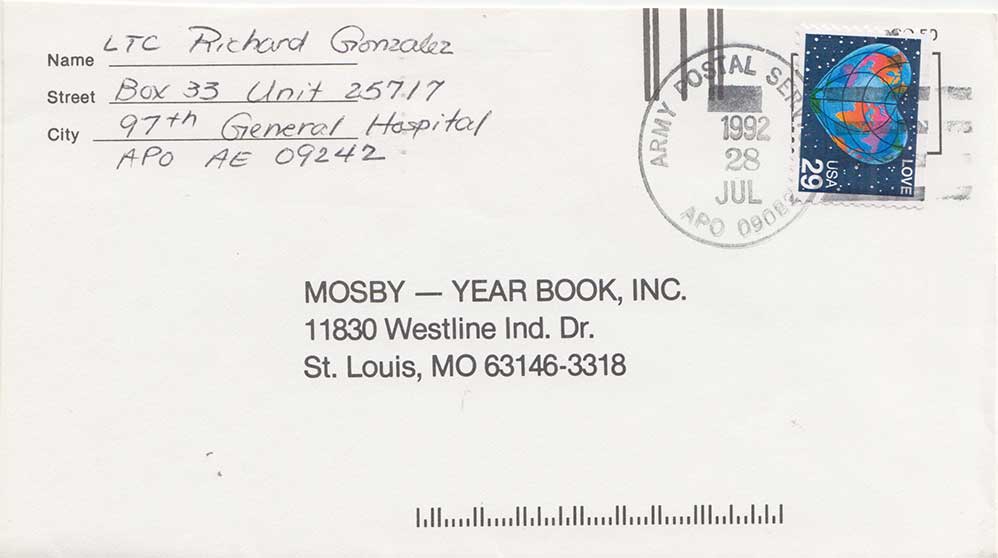 Name LTC Richard Gonzalez
Street Box 33 Unit 25717
City 97th General Hospital
APO AE 09242
ARMY POSTAL SER
1992
28
JUL
APO 0908
LOVE
USA
29
MOSBY — YEAR BOOK, INC.
11830 Westline Ind. Dr.
St. Louis, MO 63146-3318